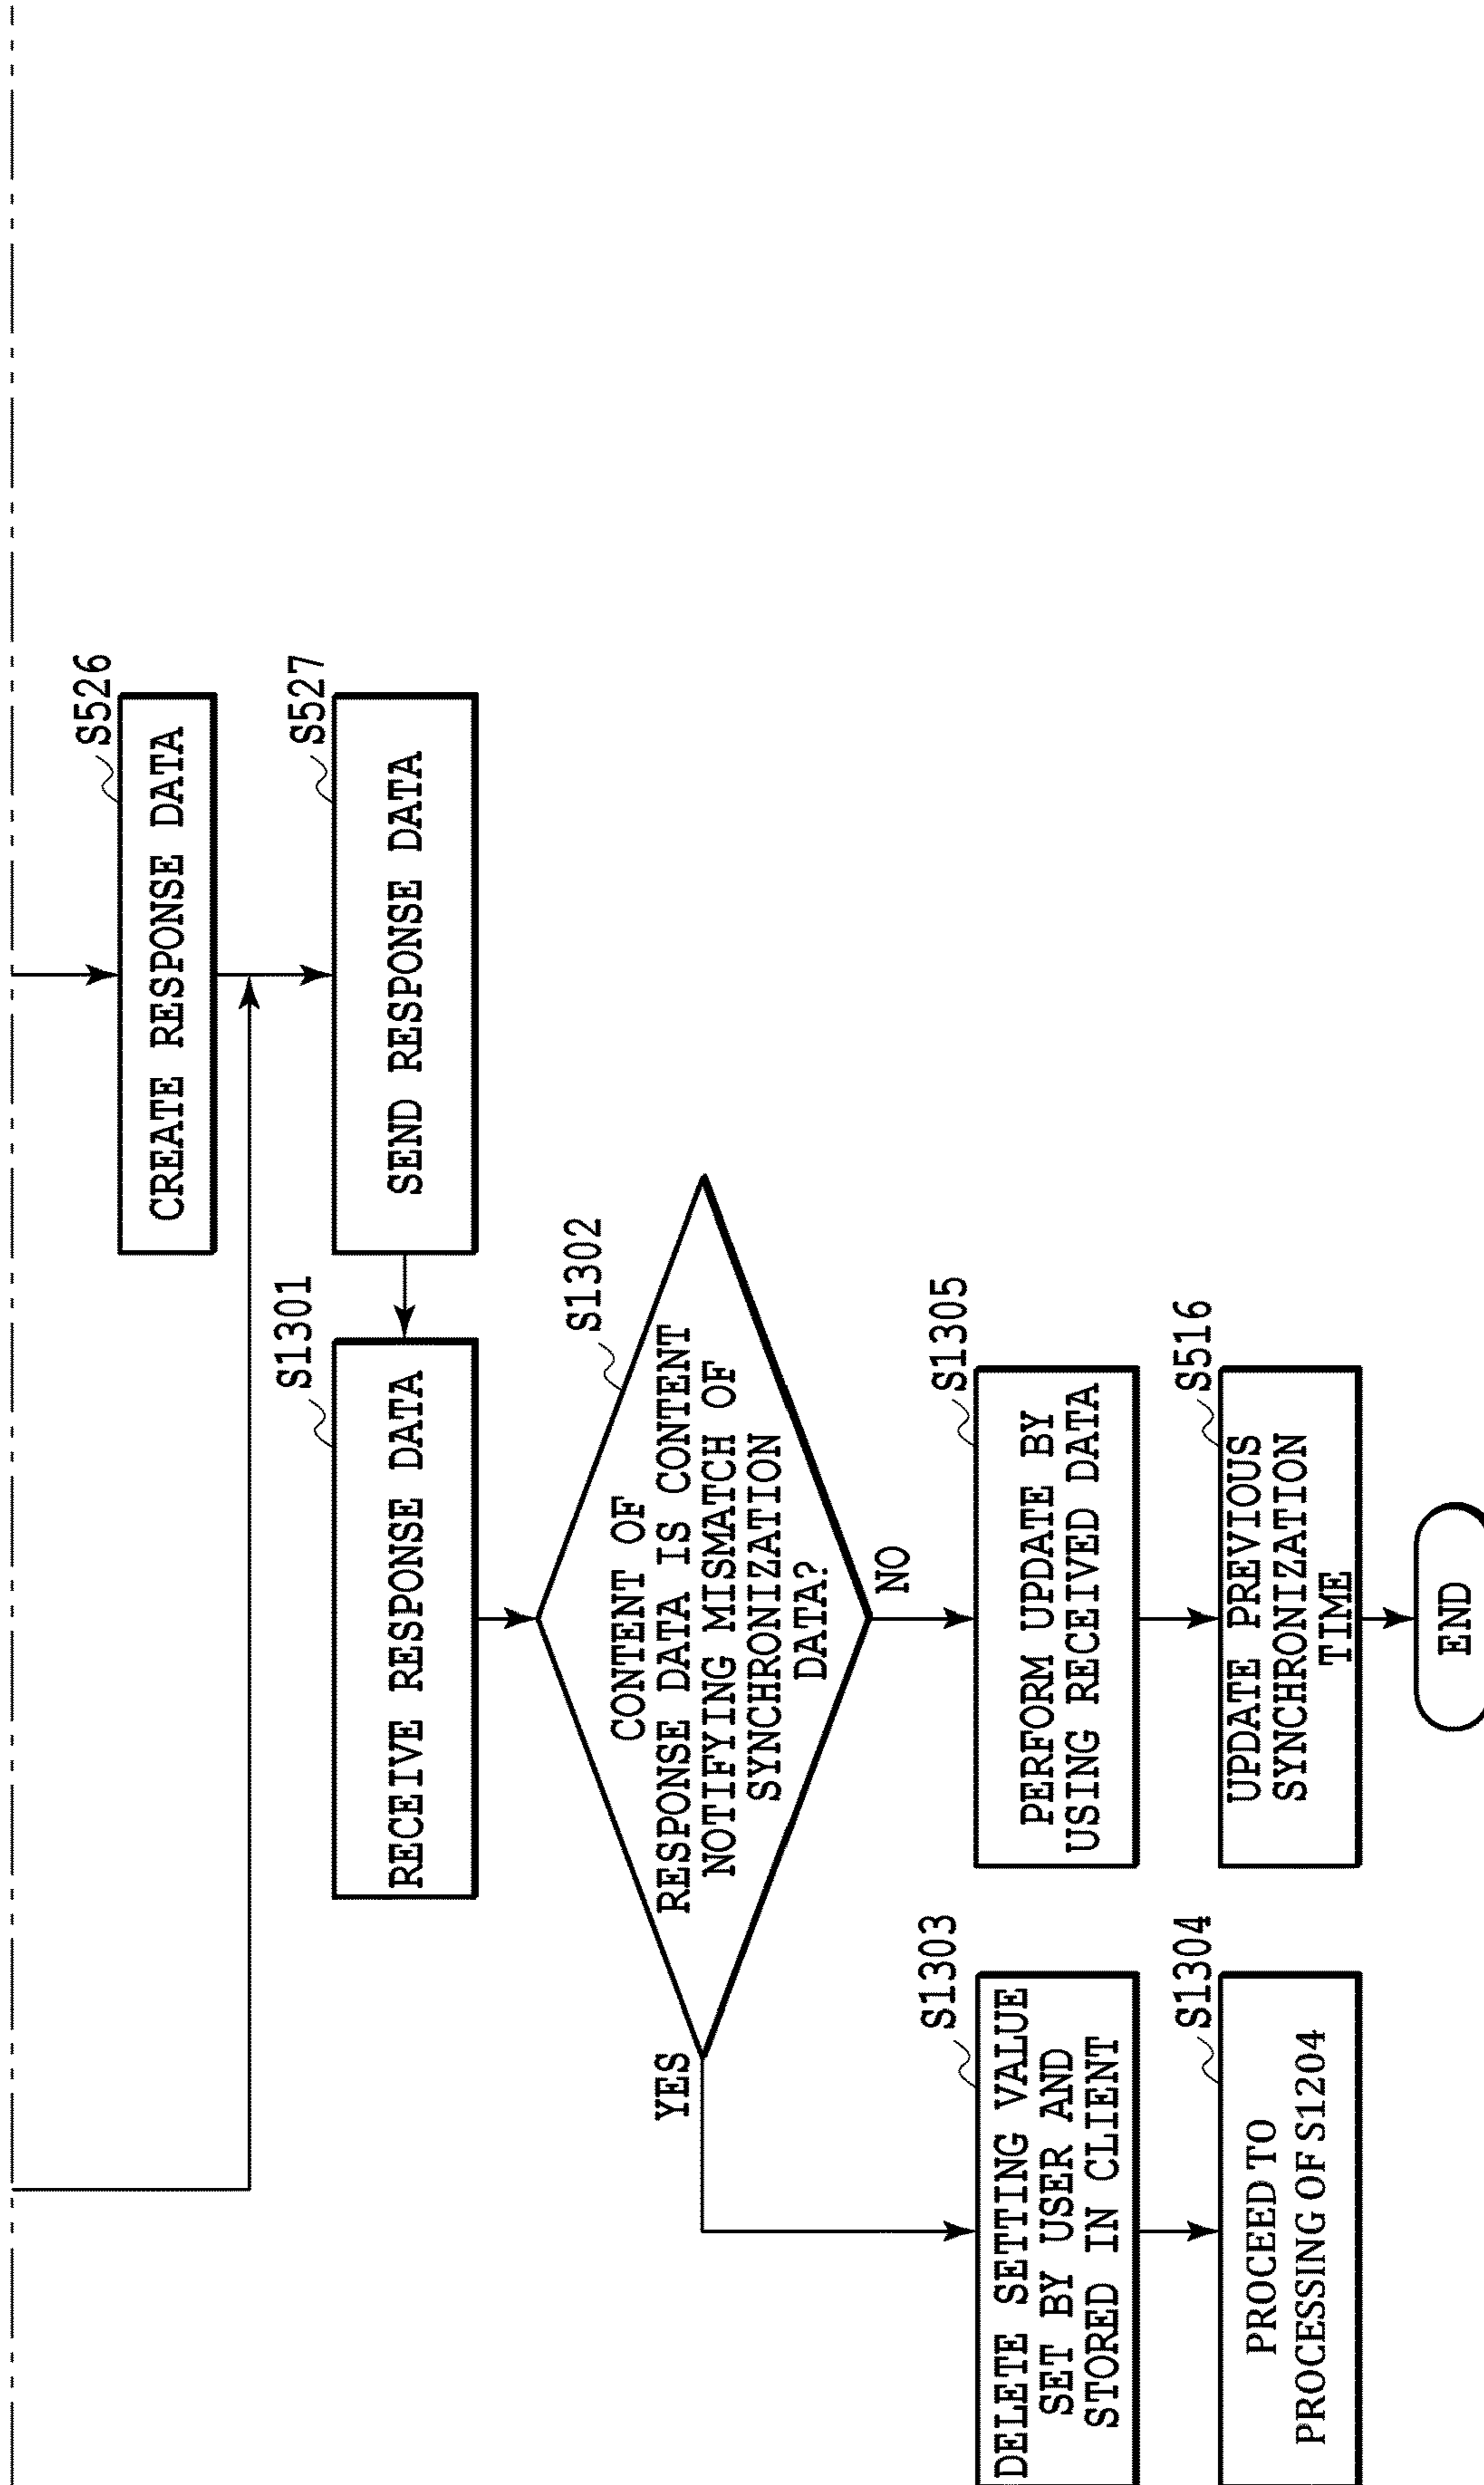 S526
CREATE RESPONSE DATA
S527
SEND RESPONSE DATA
S1301
RECEIVE RESPONSE DATA
S1302
CONTENT OF
RESPONSE DATA IS CONTENT
NOTIFYING MISMATCH OF
SYNCHRONIZATION
DATA?
YES
NO
S1303
DELETE SETTING VALUE
SET BY USER AND
STORED IN CLIENT
S1305
PERFORM UPDATE BY
USING RECEIVED DATA
S1304
PROCEED TO
PROCESSING OF S1204
S516
UPDATE PREVIOUS
SYNCHRONIZATION
TIME
END